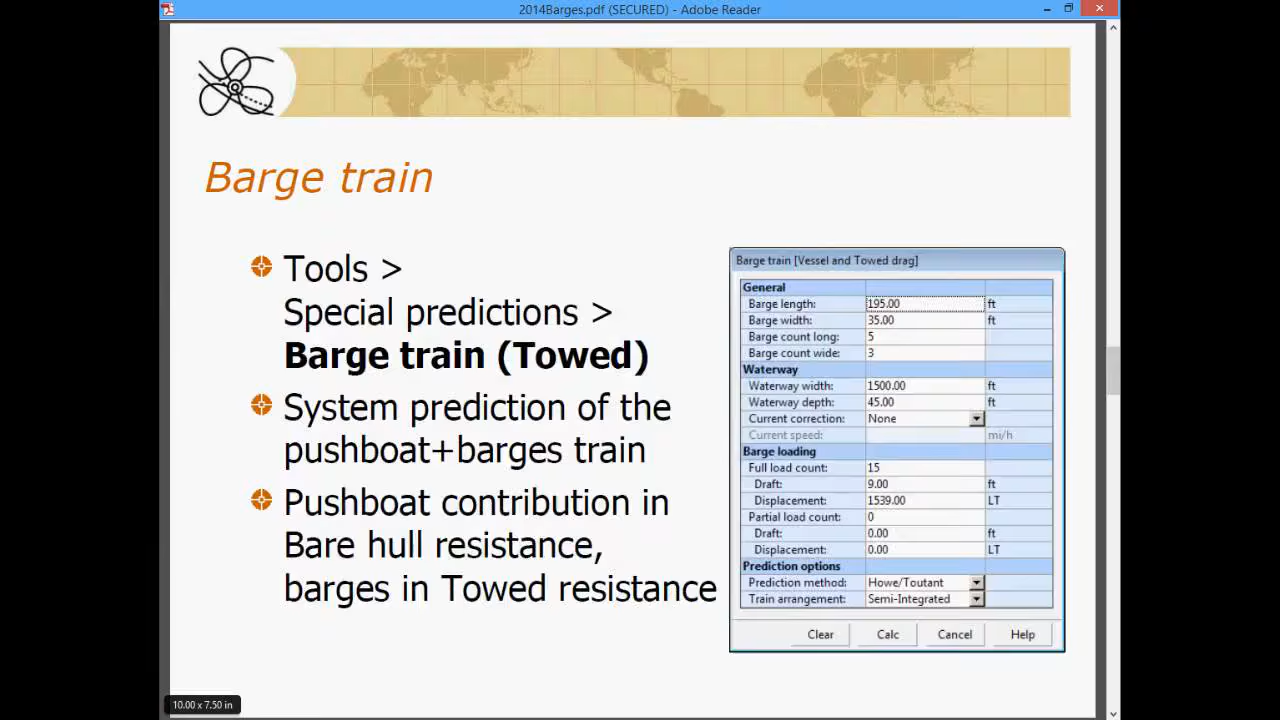 2014Barges.pdf (SECURED) - Adobe Reader
Barge train
Tools >
Special predictions >
Barge train (Towed)
System prediction of the
pushboat+barges train
Pushboat contribution in
Bare hull resistance,
barges in Towed resistance
Barge train [Vessel and Towed drag]
General
Barge length: 195.00 ft
Barge width: 35.00 ft
Barge count long: 5
Barge count wide: 3
Waterway
Waterway width: 1500.00 ft
Waterway depth: 45.00 ft
Current correction: None
Current speed: mi/h
Barge loading
Full load count: 15
Draft: 9.00 ft
Displacement: 1539.00 LT
Partial load count: 0
Draft: 0.00 ft
Displacement: 0.00 LT
Prediction options
Prediction method: Howe/Toutant
Train arrangement: Semi-Integrated
Clear Calc Cancel Help
10.00 x 7.50 in